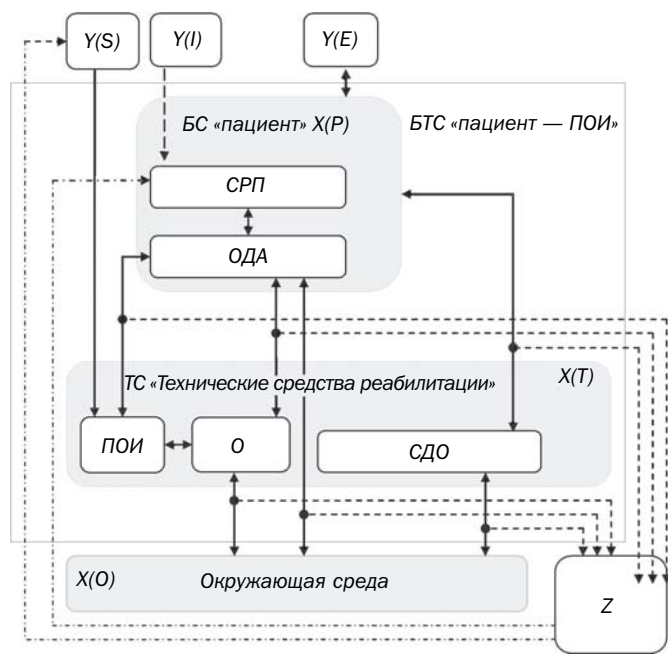 Y(S)
Y(I)
Y(E)
БС «пациент» X(P)
БТС «пациент — ПОИ»
СРП
ОДА
ТС «Технические средства реабилитации»
X(T)
ПОИ
О
СДО
X(O)
Окружающая среда
Z